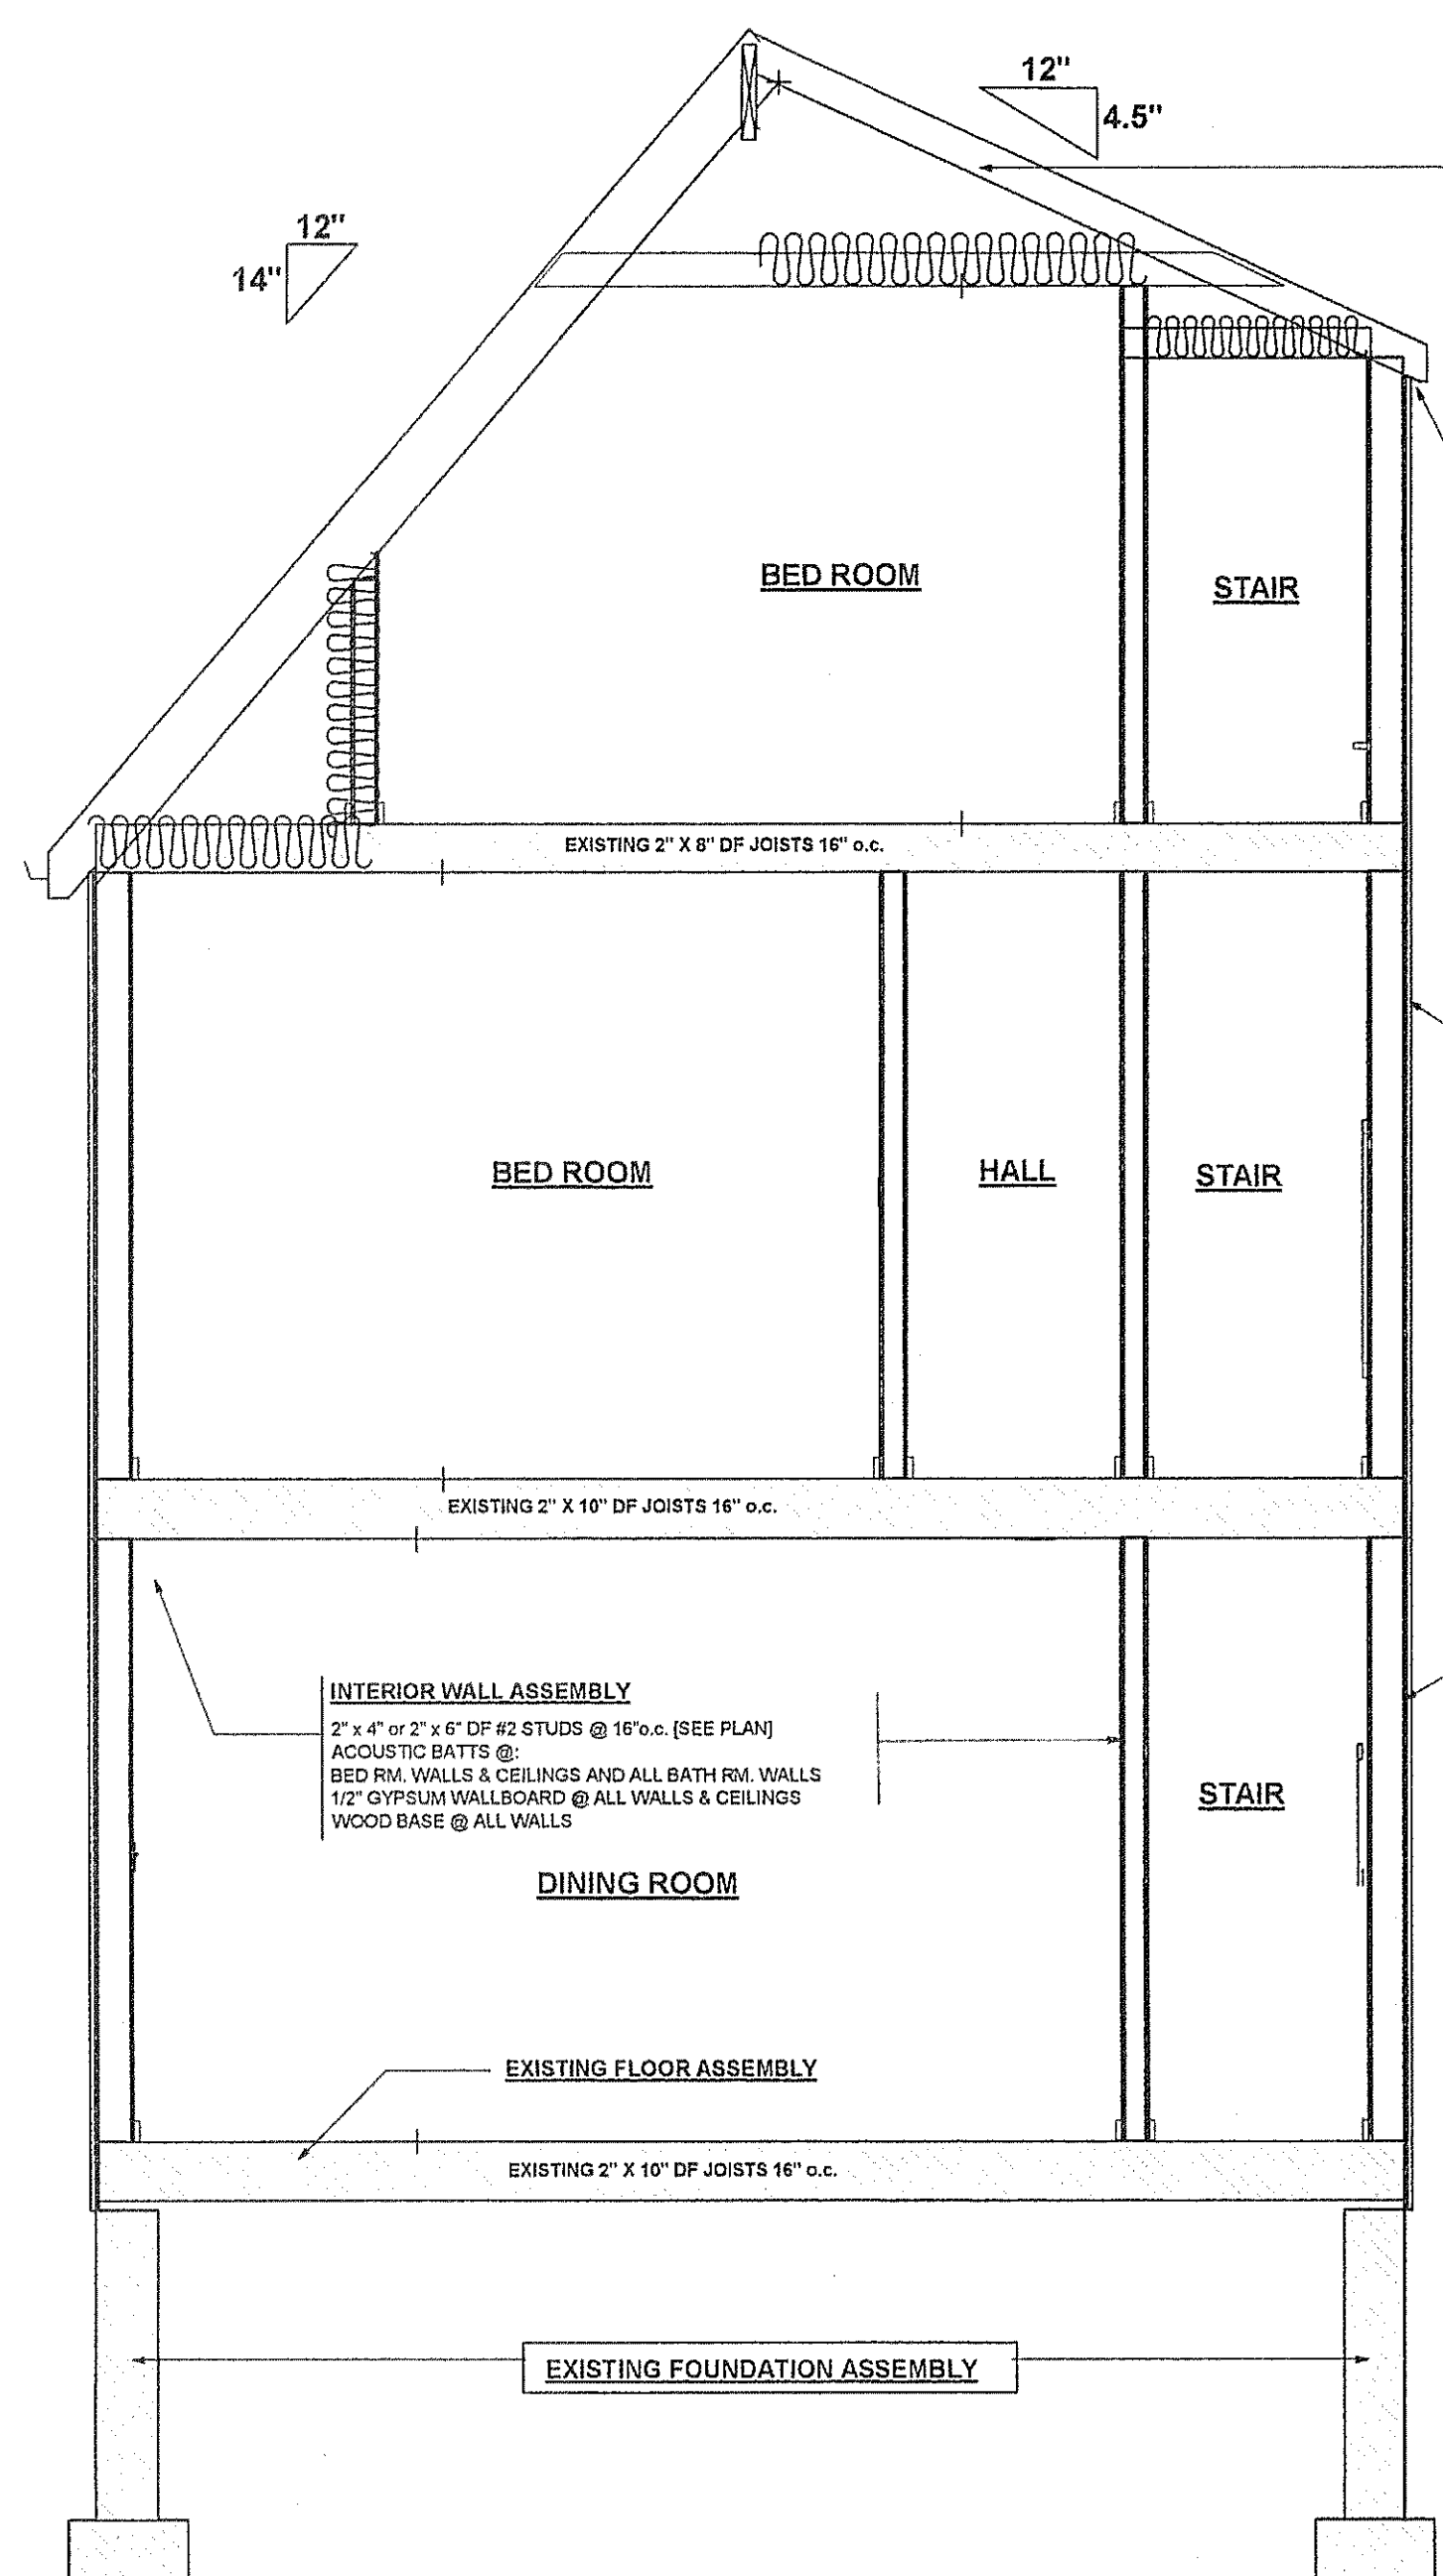 12"
4.5"
12"
14"
BED ROOM
STAIR
EXISTING 2" X 8" DF JOISTS 16" o.c.
BED ROOM
HALL
STAIR
EXISTING 2" X 10" DF JOISTS 16" o.c.
INTERIOR WALL ASSEMBLY
2" x 4" or 2" x 6" DF #2 STUDS @ 16"o.c. [SEE PLAN]
ACOUSTIC BATTS @:
BED RM. WALLS & CEILINGS AND ALL BATH RM. WALLS
1/2" GYPSUM WALLBOARD @ ALL WALLS & CEILINGS
WOOD BASE @ ALL WALLS
STAIR
DINING ROOM
EXISTING FLOOR ASSEMBLY
EXISTING 2" X 10" DF JOISTS 16" o.c.
EXISTING FOUNDATION ASSEMBLY